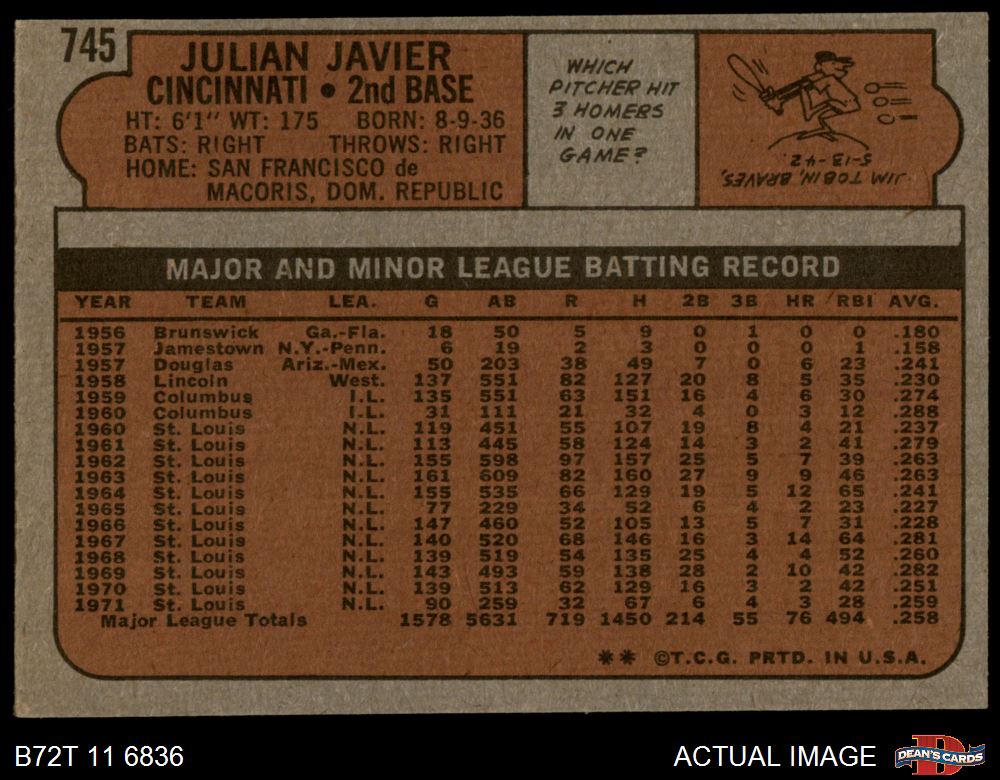 745
JULIAN JAVIER
CINCINNATI • 2nd BASE
HT: 6'1" WT: 175 BORN: 8-9-36
BATS: RIGHT THROWS: RIGHT
HOME: SAN FRANCISCO de
MACORIS, DOM. REPUBLIC
WHICH
PITCHER HIT
3 HOMERS
IN ONE
GAME?
JIM TOBIN, BRAVES,
5-13-42.
MAJOR AND MINOR LEAGUE BATTING RECORD
YEAR TEAM LEA. G AB R H 2B 3B HR RBI AVG.
1956 Brunswick Ga.-Fla. 18 50 5 9 0 1 0 0 .180
1957 Jamestown N.Y.-Penn. 6 19 2 3 0 0 0 1 .158
1957 Douglas Ariz.-Mex. 50 203 38 49 7 0 6 23 .241
1958 Lincoln West. 137 551 82 127 20 8 5 35 .230
1959 Columbus I.L. 135 551 63 151 16 4 6 30 .274
1960 Columbus I.L. 31 111 21 32 4 0 3 12 .288
1960 St. Louis N.L. 119 451 55 107 19 8 4 21 .237
1961 St. Louis N.L. 113 445 58 124 14 3 2 41 .279
1962 St. Louis N.L. 155 598 97 157 25 5 7 39 .263
1963 St. Louis N.L. 161 609 82 160 27 9 9 46 .263
1964 St. Louis N.L. 155 535 66 129 19 5 12 65 .241
1965 St. Louis N.L. 77 229 34 52 6 4 2 23 .227
1966 St. Louis N.L. 147 460 52 105 13 5 7 31 .228
1967 St. Louis N.L. 140 520 68 146 16 3 14 64 .281
1968 St. Louis N.L. 139 519 54 135 25 4 4 52 .260
1969 St. Louis N.L. 143 493 59 138 28 2 10 42 .282
1970 St. Louis N.L. 139 513 62 129 16 3 2 42 .251
1971 St. Louis N.L. 90 259 32 67 6 4 3 28 .259
Major League Totals 1578 5631 719 1450 214 55 76 494 .258
** ©T.C.G. PRTD. IN U.S.A.
B72T 11 6836
ACTUAL IMAGE
DEAN'S CARDS